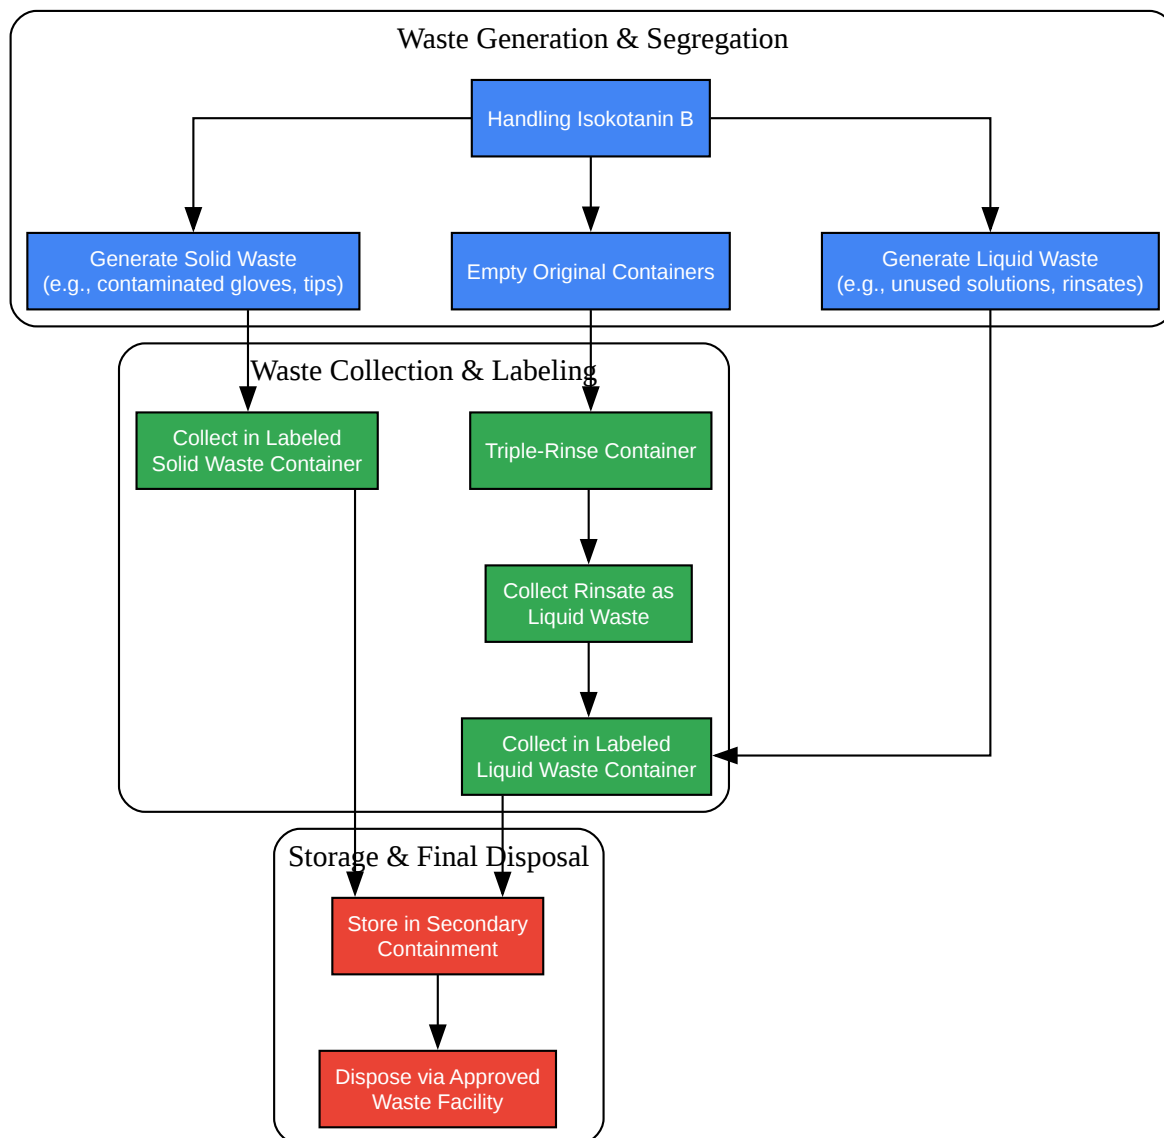 Waste Generation & Segregation
Handling Isokotanin B
Generate Solid Waste
(e.g., contaminated gloves, tips)
Empty Original Containers
Generate Liquid Waste
(e.g., unused solutions, rinsates)
Waste Collection & Labeling
Collect in Labeled
Solid Waste Container
Triple-Rinse Container
Collect Rinsate as
Liquid Waste
Collect in Labeled
Liquid Waste Container
Storage & Final Disposal
Store in Secondary
Containment
Dispose via Approved
Waste Facility